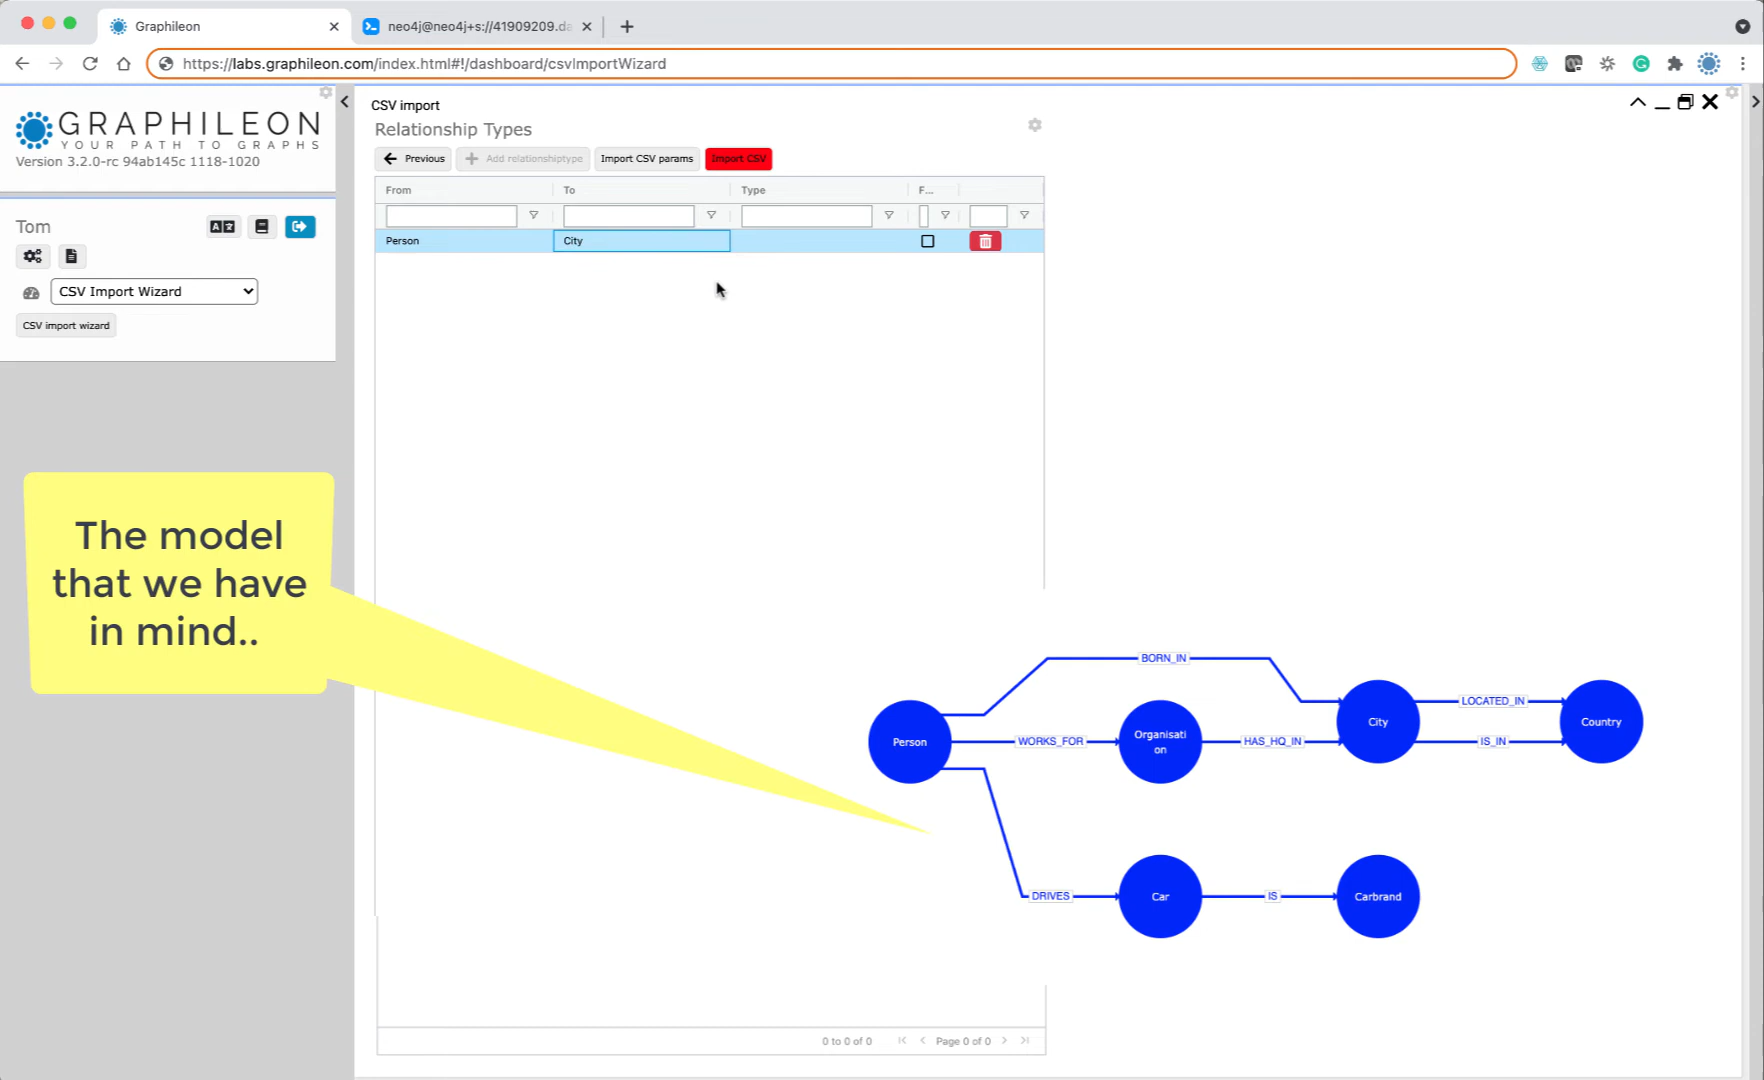 Graphileon
neo4j@neo4j+s://41909209.da
https://labs.graphileon.com/index.html#!/dashboard/csvImportWizard
GRAPHILEON
YOUR PATH TO GRAPHS
Version 3.2.0-rc 94ab145c 1118-1020
Tom
CSV Import Wizard
CSV import wizard
CSV import
Relationship Types
Previous
Add relationshiptype
Import CSV params
Import CSV
From To Type F...
Person City
The model
that we have
in mind..
BORN_IN
LOCATED_IN
Person
WORKS_FOR
Organisati
on
HAS_HQ_IN
City
IS_IN
Country
DRIVES
Car
IS
Carbrand
0 to 0 of 0 Page 0 of 0